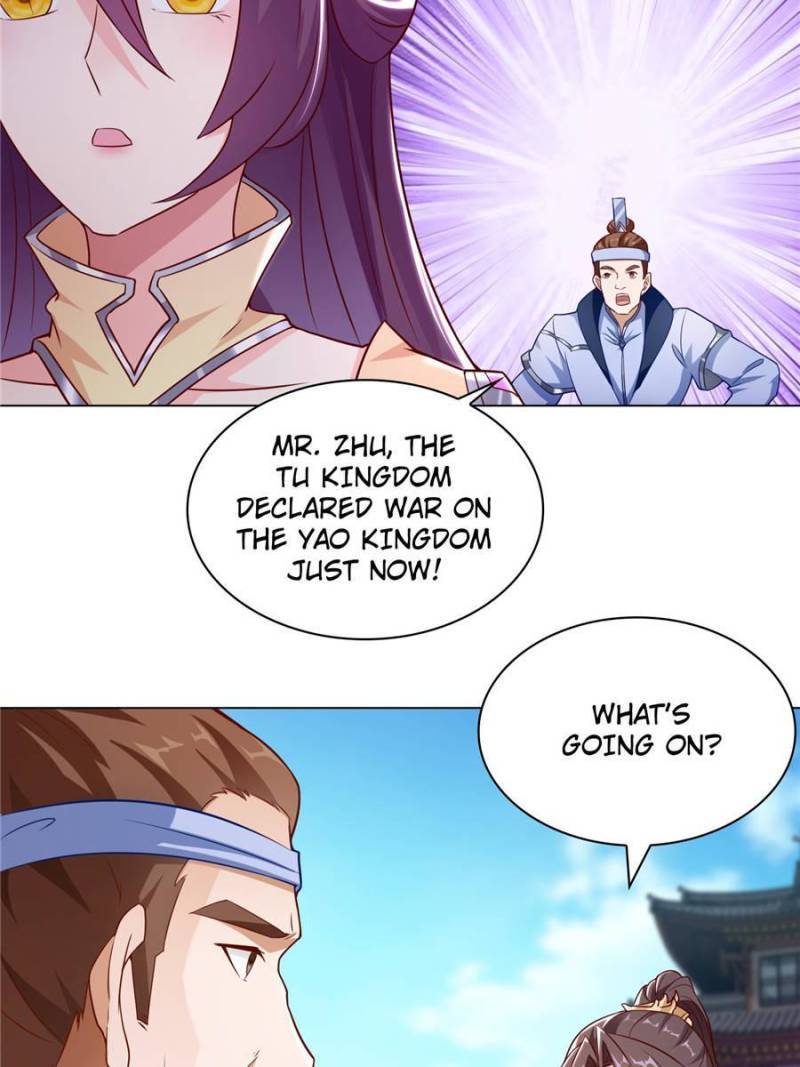 MR. ZHU, THE
TU KINGDOM
DECLARED WAR ON
THE YAO KINGDOM
JUST NOW!
WHAT'S
GOING ON?